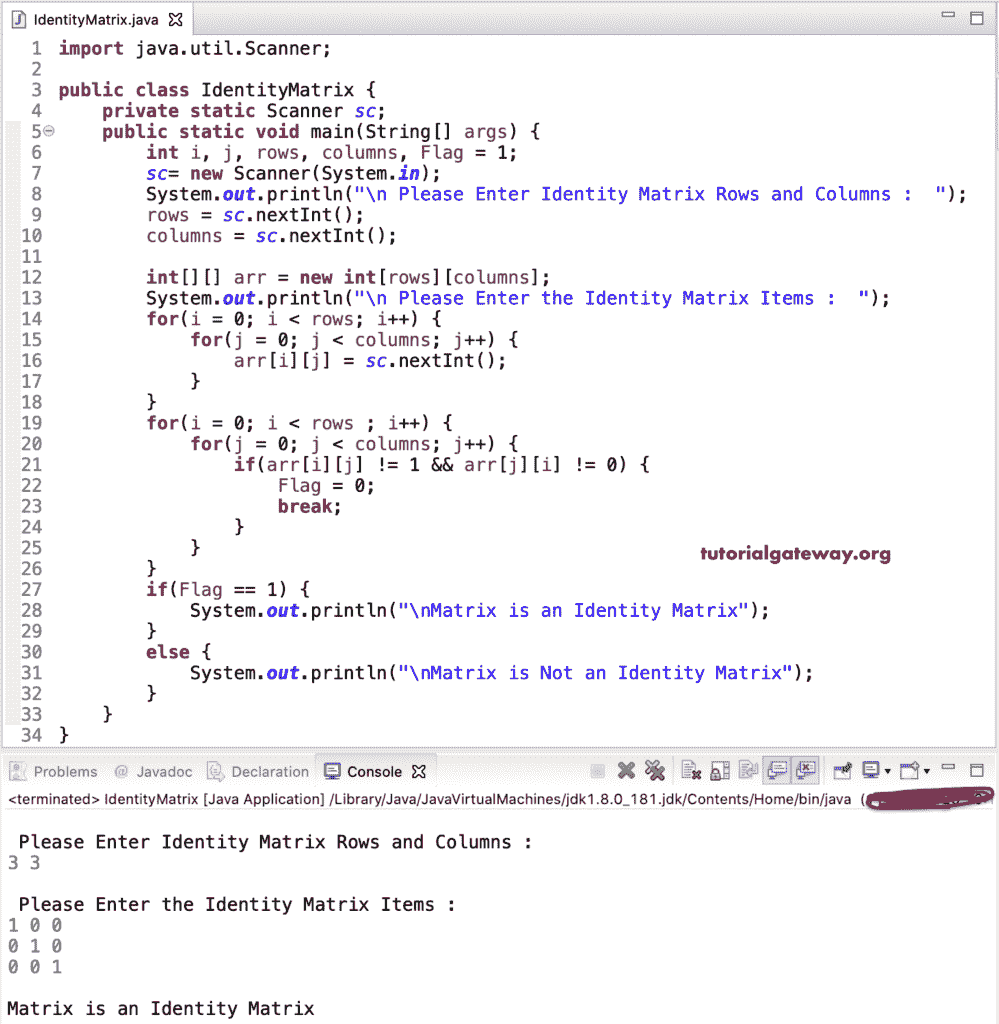 IdentityMatrix.java
1 import java.util.Scanner;
2
3 public class IdentityMatrix {
4     private static Scanner sc;
5     public static void main(String[] args) {
6         int i, j, rows, columns, Flag = 1;
7         sc= new Scanner(System.in);
8         System.out.println("\n Please Enter Identity Matrix Rows and Columns :  ");
9         rows = sc.nextInt();
10         columns = sc.nextInt();
11
12         int[][] arr = new int[rows][columns];
13         System.out.println("\n Please Enter the Identity Matrix Items :  ");
14         for(i = 0; i < rows; i++) {
15             for(j = 0; j < columns; j++) {
16                 arr[i][j] = sc.nextInt();
17             }
18         }
19         for(i = 0; i < rows ; i++) {
20             for(j = 0; j < columns; j++) {
21                 if(arr[i][j] != 1 && arr[j][i] != 0) {
22                     Flag = 0;
23                     break;
24                 }
25             }
tutorialgateway.org
26         }
27         if(Flag == 1) {
28             System.out.println("\nMatrix is an Identity Matrix");
29         }
30         else {
31             System.out.println("\nMatrix is Not an Identity Matrix");
32         }
33     }
34 }
Problems @ Javadoc Declaration Console
<terminated> IdentityMatrix [Java Application] /Library/Java/JavaVirtualMachines/jdk1.8.0_181.jdk/Contents/Home/bin/java (
Please Enter Identity Matrix Rows and Columns :
3 3
Please Enter the Identity Matrix Items :
1 0 0
0 1 0
0 0 1
Matrix is an Identity Matrix